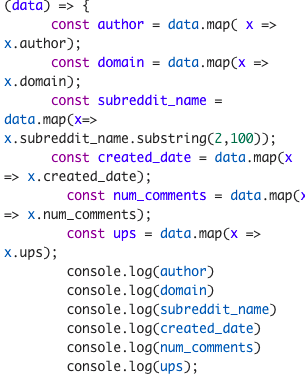 (data) => {
const author = data.map( x =>
x.author);
const domain = data.map(x =>
x.domain);
const subreddit_name =
data.map(x=>
x.subreddit_name.substring(2,100));
const created_date = data.map(x
=> x.created_date);
const num_comments = data.map(x
=> x.num_comments);
const ups = data.map(x =>
x.ups);
console.log(author)
console.log(domain)
console.log(subreddit_name)
console.log(created_date)
console.log(num_comments)
console.log(ups);